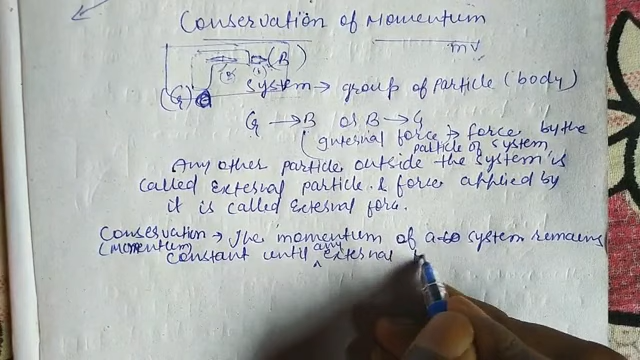 Conservation of Momentum
mv
(B)
(G)
System → group of particle (body)
G → B or B → G
Internal force → force by the
particle of system
Any other particle outside the system is
called External particle & force applied by
it is called External force.
Conservation → The momentum of a system remains
(momentum)
any
constant until external